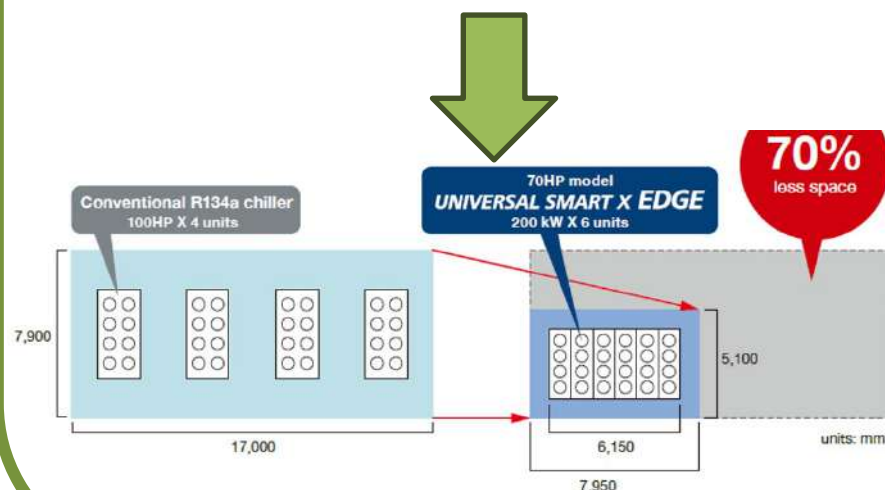 70%
less space
Conventional R134a chiller
100HP X 4 units
70HP model
UNIVERSAL SMART X EDGE
200 kW X 6 units
7,900
5,100
17,000
6,150
7,950
units: mm